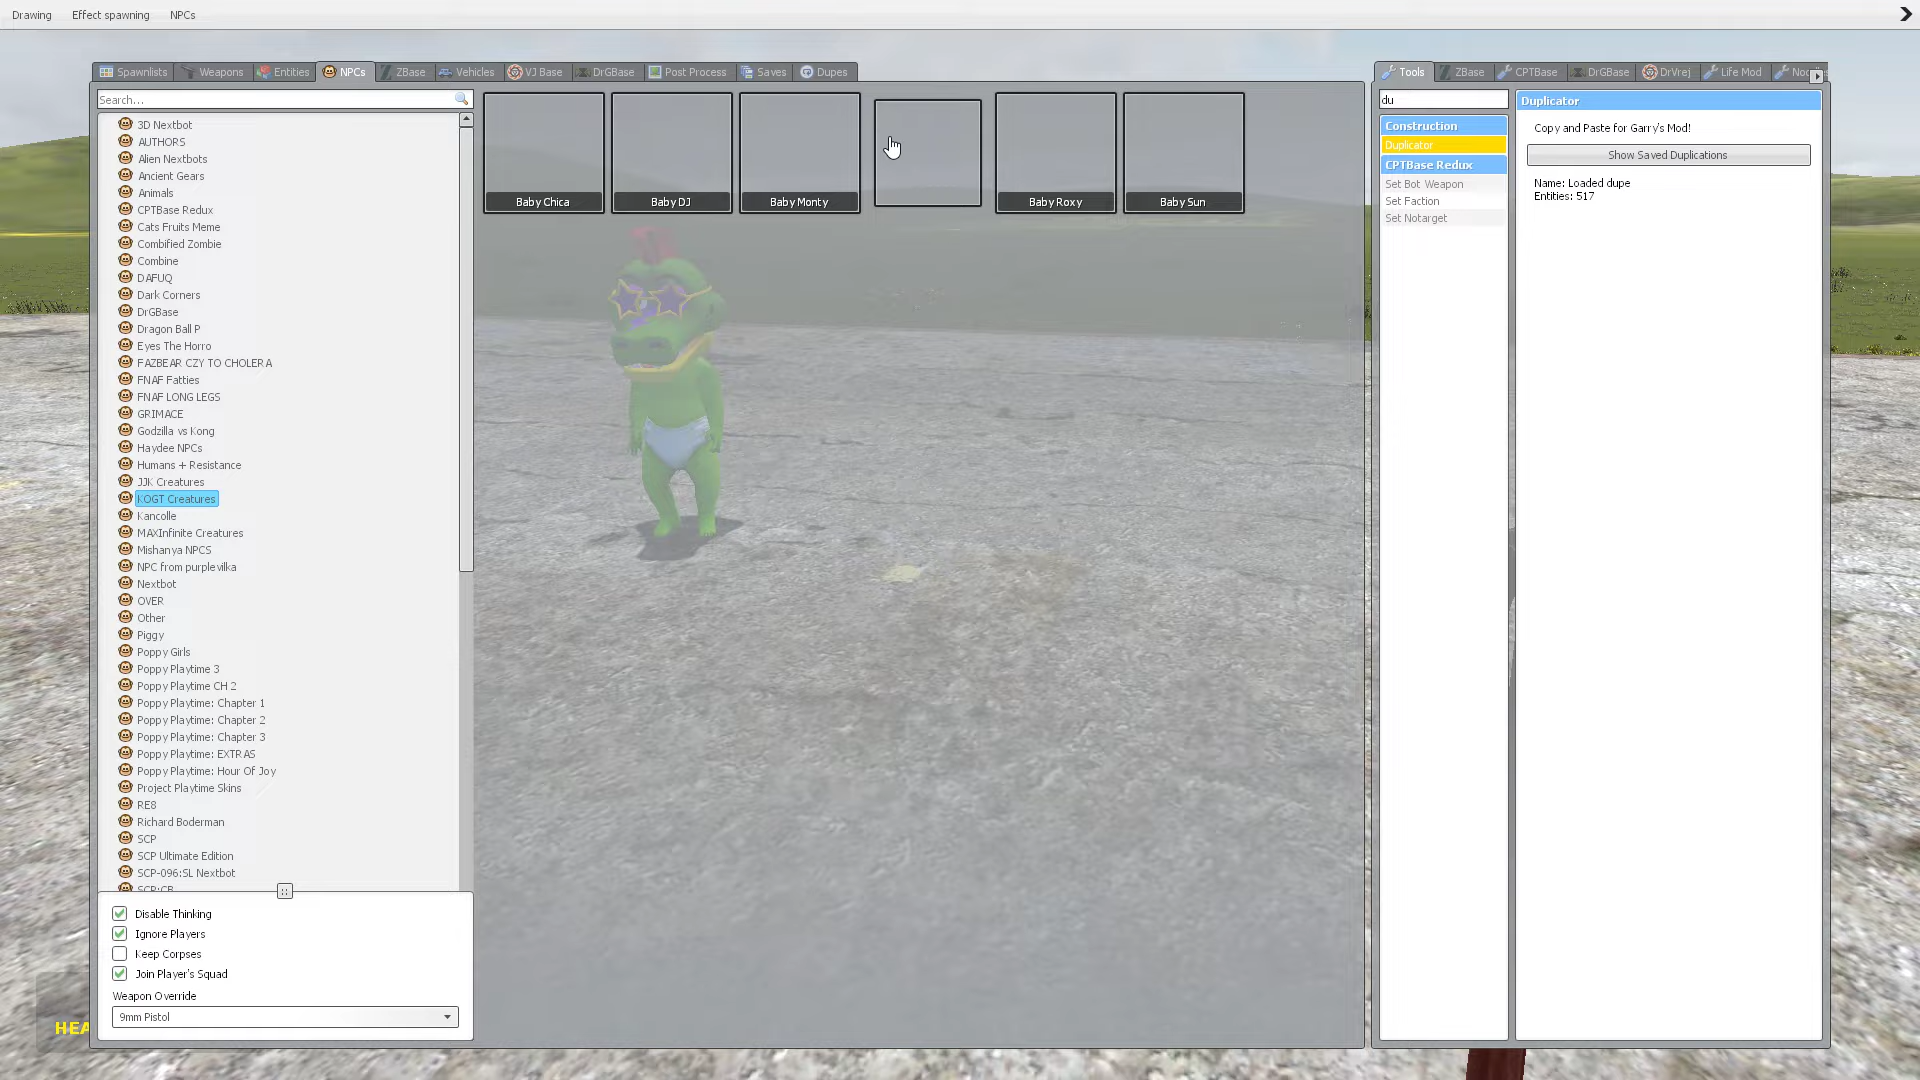 Drawing Effect spawning NPCs
Spawnlists Weapons Entities NPCs ZBase Vehicles VJ Base DrGBase Post Process Saves Dupes
Search...
3D Nextbot
AUTHORS
Alien Nextbots
Ancient Gears
Animals
CPTBase Redux
Cats Fruits Meme
Combified Zombie
Combine
DAFUQ
Dark Corners
DrGBase
Dragon Ball P
Eyes The Horro
FAZBEAR CZY TO CHOLERA
FNAF Fatties
FNAF LONG LEGS
GRIMACE
Godzilla vs Kong
Haydee NPCs
Humans + Resistance
JJK Creatures
KOGT Creatures
Kancolle
MAXInfinite Creatures
Mishanya NPCS
NPC from purplevilka
Nextbot
OVER
Other
Piggy
Poppy Girls
Poppy Playtime 3
Poppy Playtime CH 2
Poppy Playtime: Chapter 1
Poppy Playtime: Chapter 2
Poppy Playtime: Chapter 3
Poppy Playtime: EXTRAS
Poppy Playtime: Hour Of Joy
Project Playtime Skins
RE8
Richard Boderman
SCP
SCP Ultimate Edition
SCP-096:SL Nextbot
SCP:CB
Disable Thinking
Ignore Players
Keep Corpses
Join Player's Squad
Weapon Override
9mm Pistol
HEA
Baby Chica Baby DJ Baby Monty Baby Roxy Baby Sun
Tools ZBase CPTBase DrGBase DrVrej Life Mod
du
Construction
Duplicator
CPTBase Redux
Set Bot Weapon
Set Faction
Set Notarget
Duplicator
Copy and Paste for Garry's Mod!
Show Saved Duplications
Name: Loaded dupe
Entities: 517